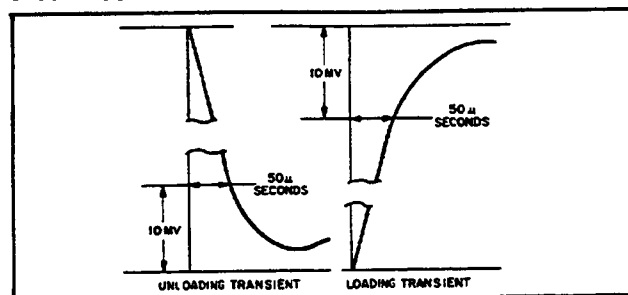 10 MV
50 μ
SECONDS
50 μ
SECONDS
10 MV
UNLOADING TRANSIENT
LOADING TRANSIENT